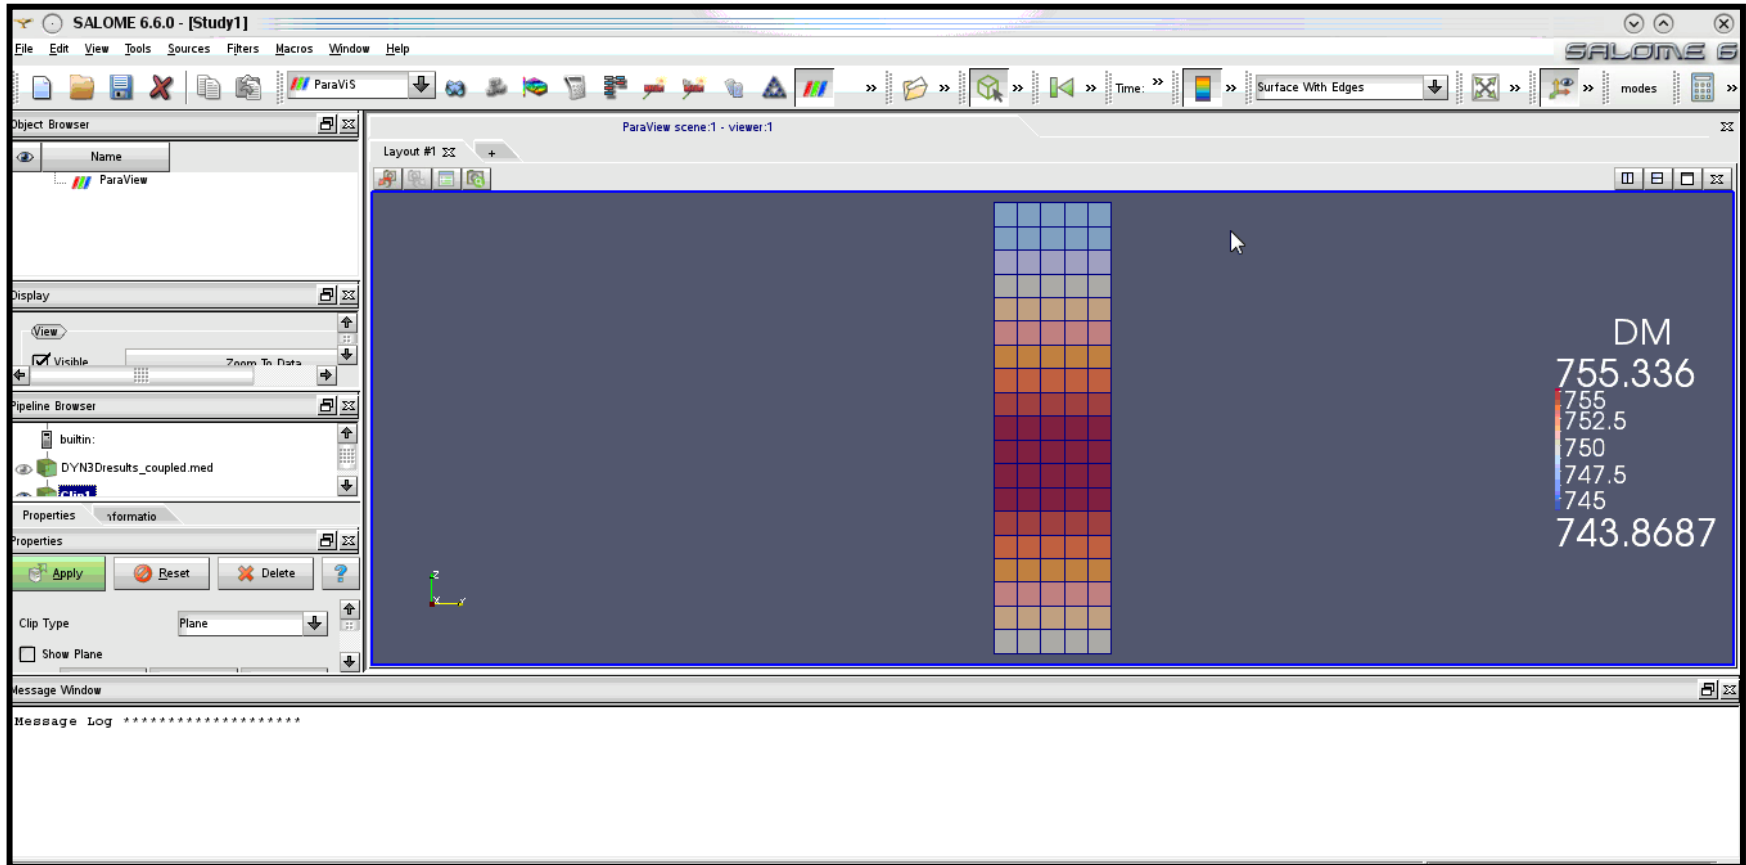 SALOME 6.6.0 - [Study1]
File Edit View Tools Sources Filters Macros Window Help
SALOME 6
ParaViS
Time:
Surface With Edges
modes
Object Browser
Name
ParaView
ParaView scene:1 - viewer:1
Layout #1
+
Display
View
Visible
Zoom To Data
Pipeline Browser
builtin:
DYN3Dresults_coupled.med
Clip1
Properties
nformatio
Properties
Apply
Reset
Delete
?
Clip Type
Plane
Show Plane
Z
X
Y
DM
755.336
755
752.5
750
747.5
745
743.8687
Message Window
Message Log ********************